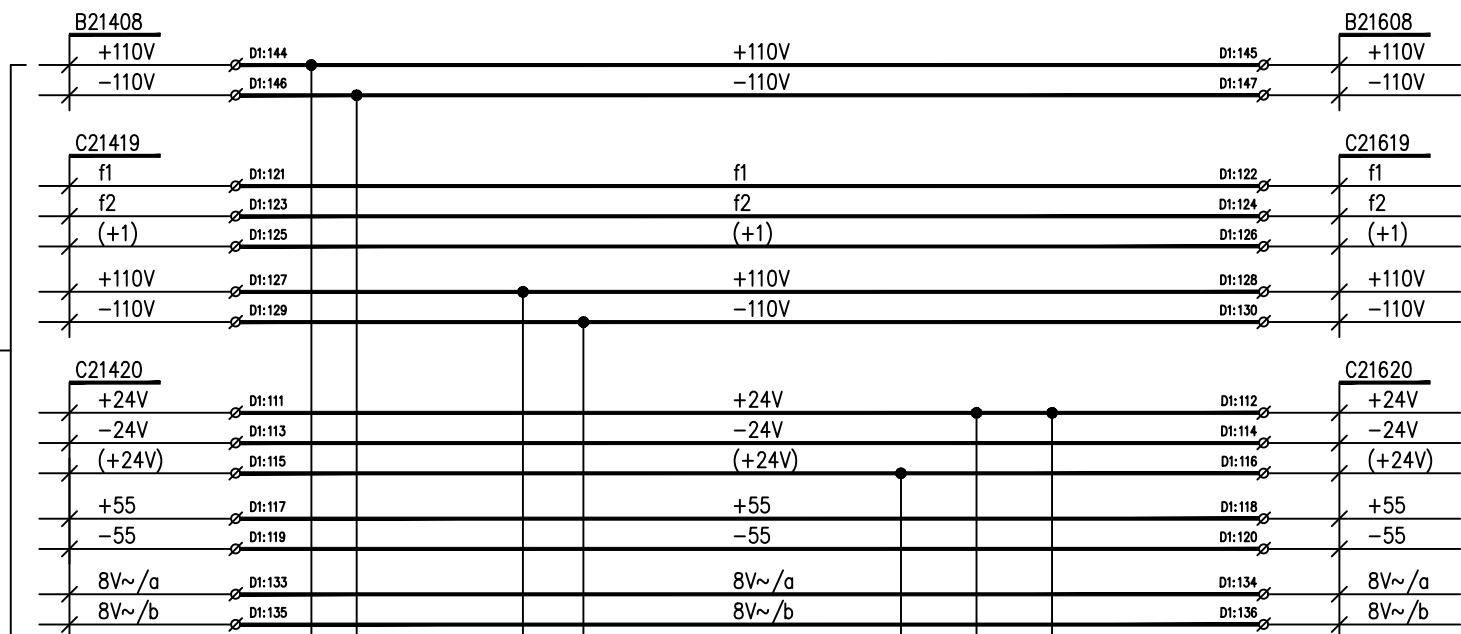 B21408 B21608
+110V D1:144 +110V D1:145 +110V
-110V D1:146 -110V D1:147 -110V
C21419 C21619
f1 D1:121 f1 D1:122 f1
f2 D1:123 f2 D1:124 f2
(+1) D1:125 (+1) D1:126 (+1)
+110V D1:127 +110V D1:128 +110V
-110V D1:129 -110V D1:130 -110V
C21420 C21620
+24V D1:111 +24V D1:112 +24V
-24V D1:113 -24V D1:114 -24V
(+24V) D1:115 (+24V) D1:116 (+24V)
+55 D1:117 +55 D1:118 +55
-55 D1:119 -55 D1:120 -55
8V~/a D1:133 8V~/a D1:134 8V~/a
8V~/b D1:135 8V~/b D1:136 8V~/b